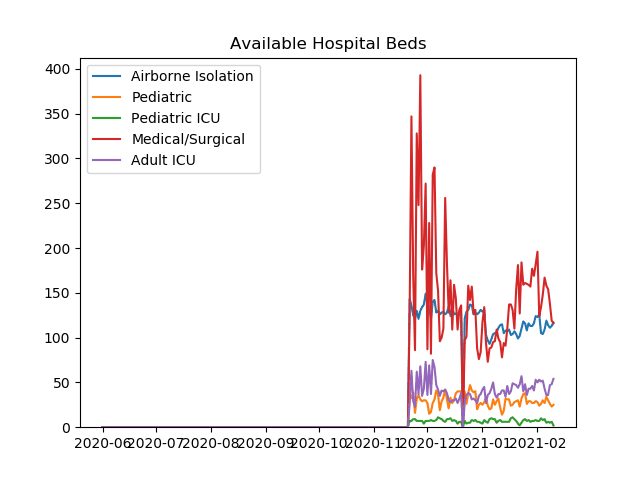 Available Hospital Beds
400
350
300
250
200
150
100
50
0
Airborne Isolation
Pediatric
Pediatric ICU
Medical/Surgical
Adult ICU
2020-06 2020-07 2020-08 2020-09 2020-10 2020-11 2020-12 2021-01 2021-02